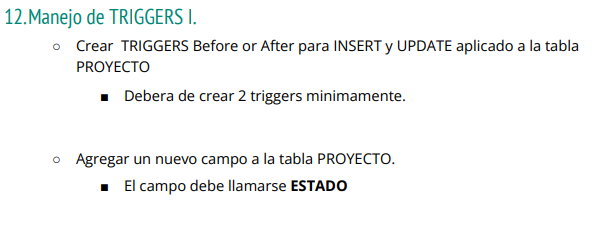 12.Manejo de TRIGGERS I.
○ Crear TRIGGERS Before or After para INSERT y UPDATE aplicado a la tabla
PROYECTO
■ Debera de crear 2 triggers minimamente.
○ Agregar un nuevo campo a la tabla PROYECTO.
■ El campo debe llamarse ESTADO